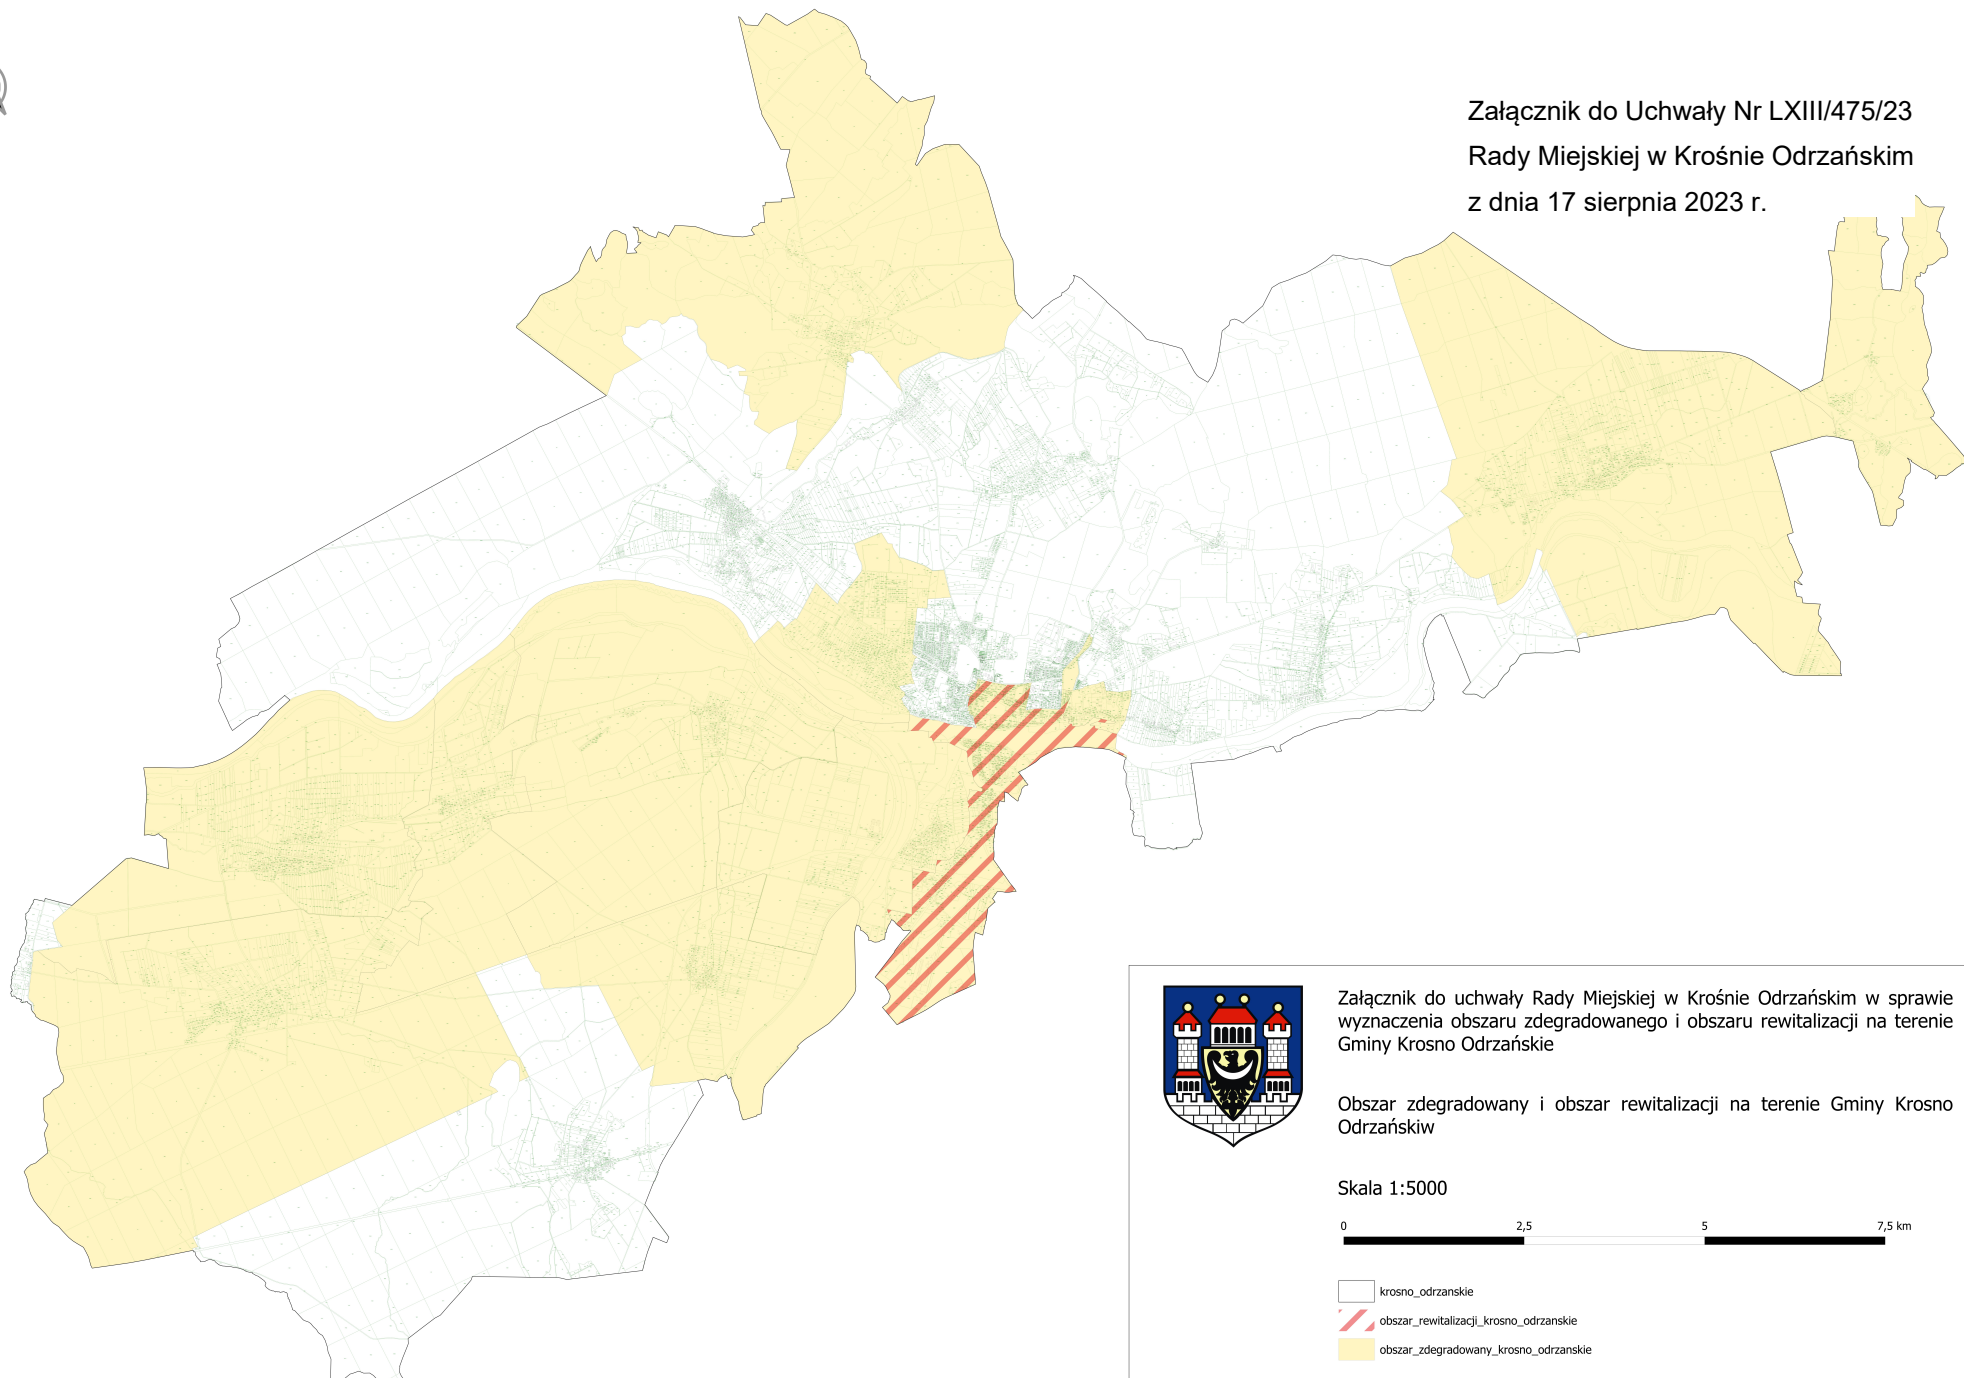 Załącznik do Uchwały Nr LXIII/475/23
Rady Miejskiej w Krośnie Odrzańskim
z dnia 17 sierpnia 2023 r.
Załącznik do uchwały Rady Miejskiej w Krośnie Odrzańskim w sprawie
wyznaczenia obszaru zdegradowanego i obszaru rewitalizacji na terenie
Gminy Krosno Odrzańskie
Obszar zdegradowany i obszar rewitalizacji na terenie Gminy Krosno
Odrzańskiw
Skala 1:5000
0 2,5 5 7,5 km
krosno_odrzanskie
obszar_rewitalizacji_krosno_odrzanskie
obszar_zdegradowany_krosno_odrzanskie